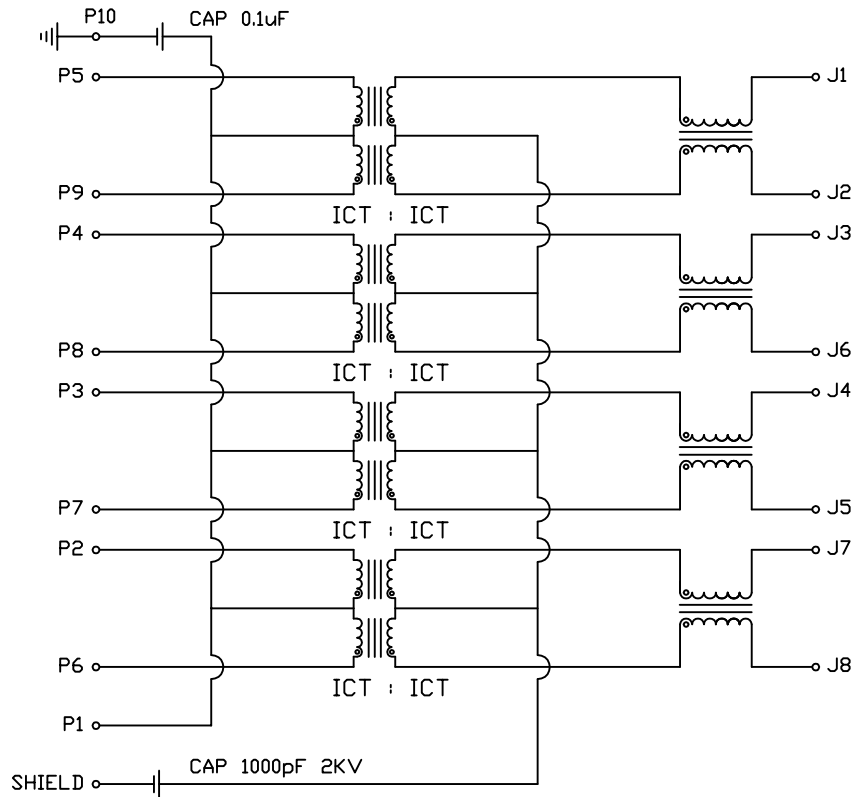 P10 CAP 0.1uF
P5 J1
P9 J2
ICT : ICT
P4 J3
P8 J6
ICT : ICT
P3 J4
P7 J5
ICT : ICT
P2 J7
P6 J8
ICT : ICT
P1
CAP 1000pF 2KV
SHIELD